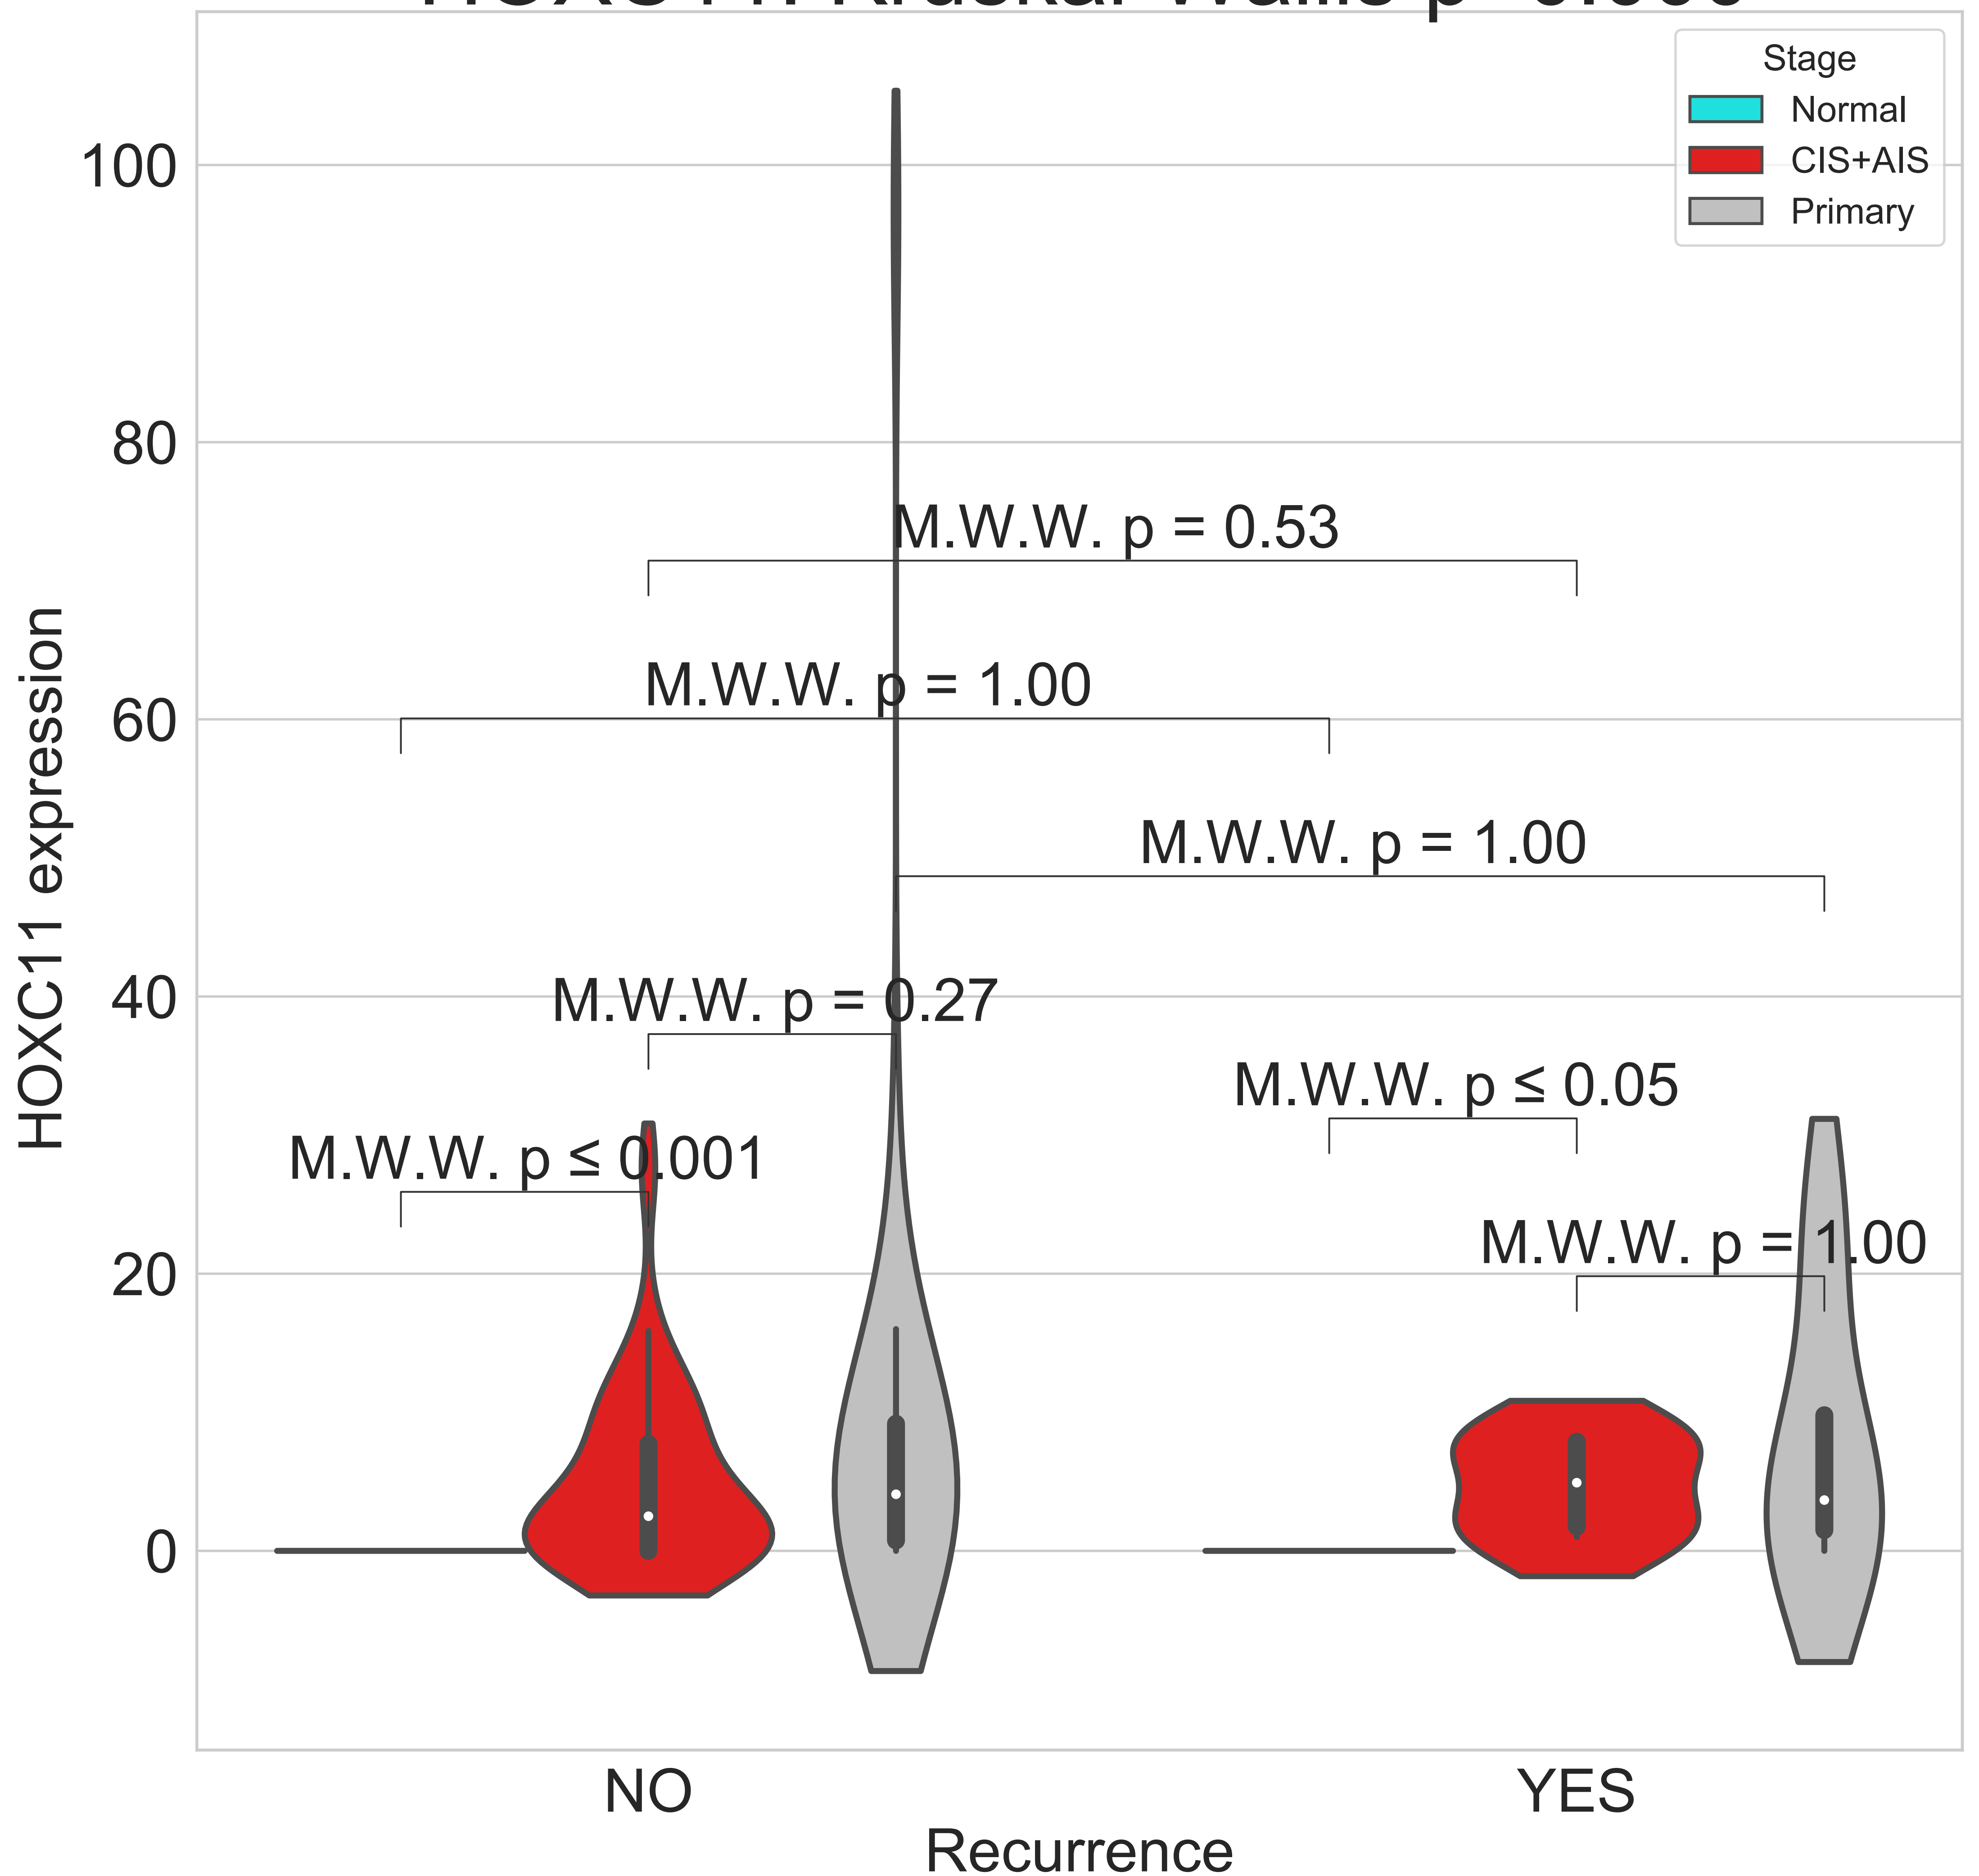 Stage
Normal
CIS+AIS
Primary
100
80
60
40
20
0
HOXC11 expression
M.W.W. p = 0.53
M.W.W. p = 1.00
M.W.W. p = 1.00
M.W.W. p = 0.27
M.W.W. p ≤ 0.05
M.W.W. p ≤ 0.001
M.W.W. p = 1.00
NO
YES
Recurrence